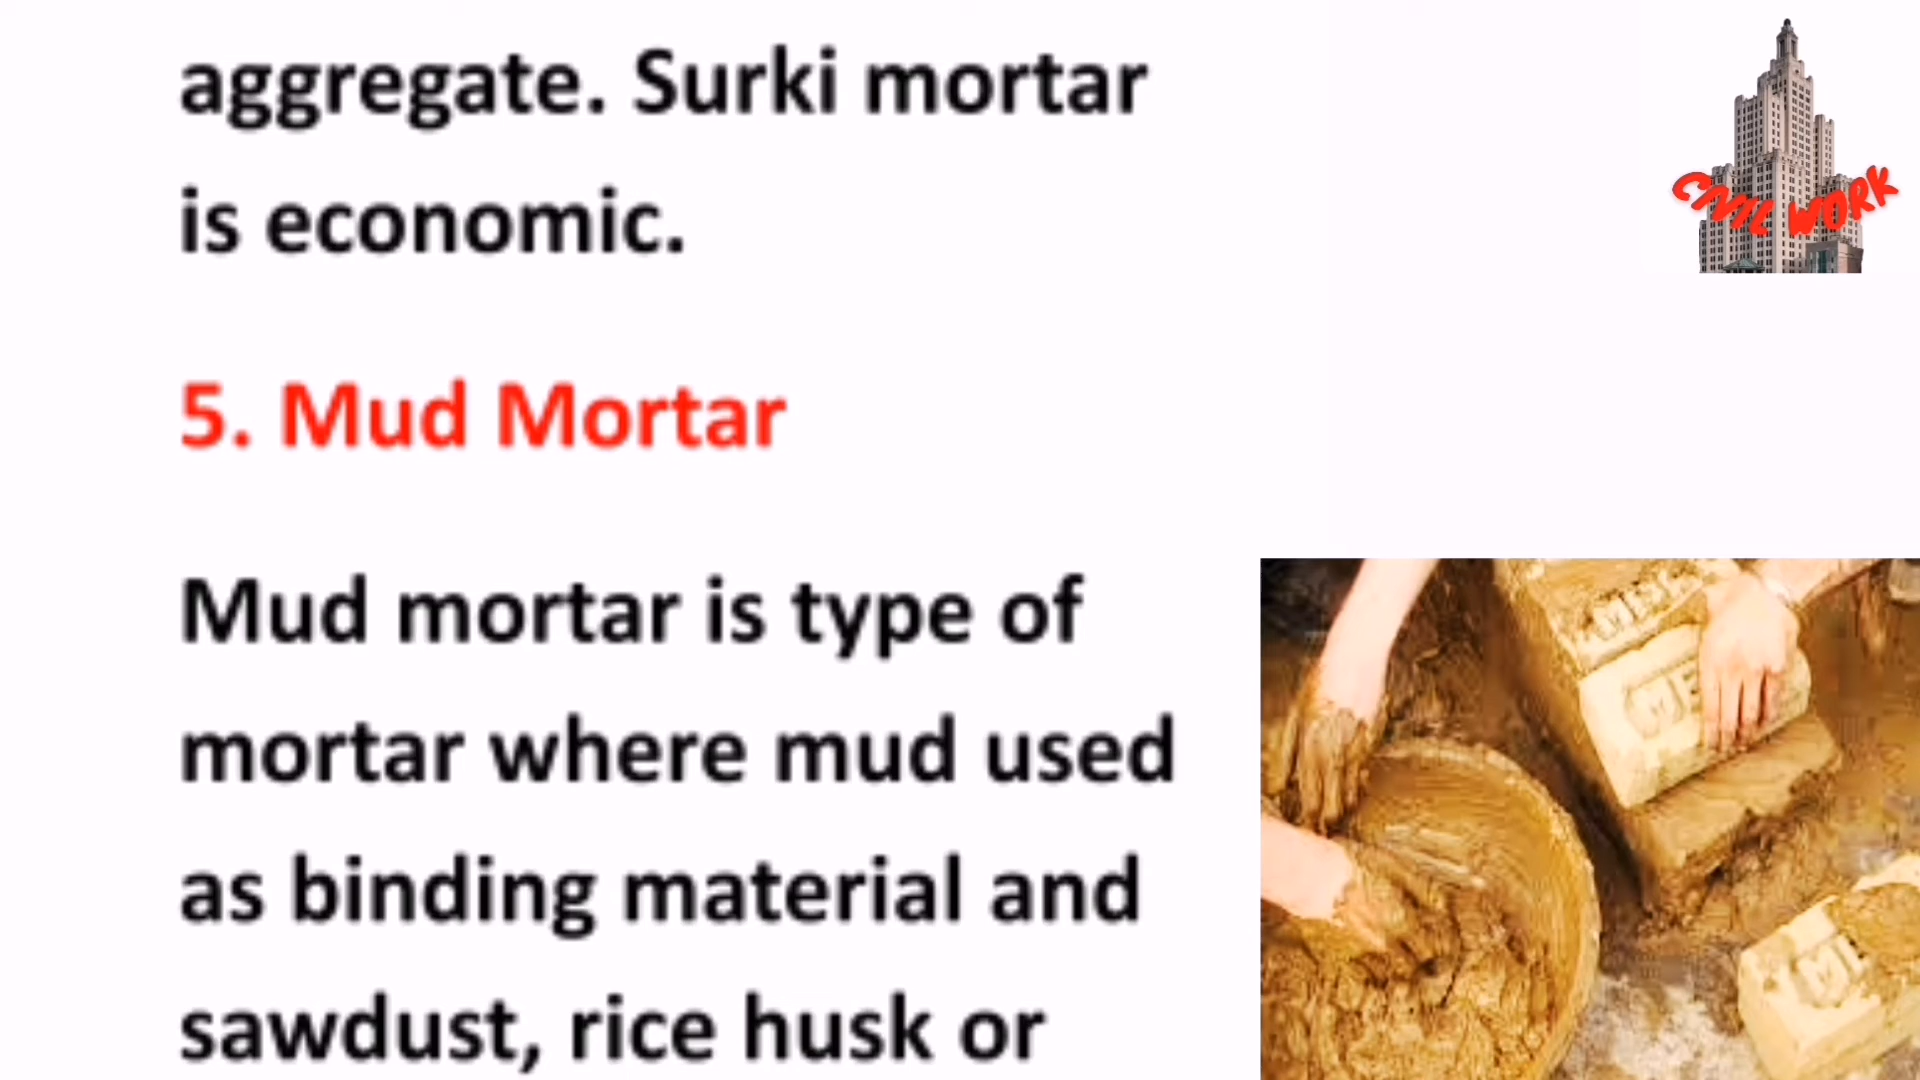 aggregate. Surki mortar
is economic.
CIVIL WORK
5. Mud Mortar
Mud mortar is type of
mortar where mud used
as binding material and
sawdust, rice husk or